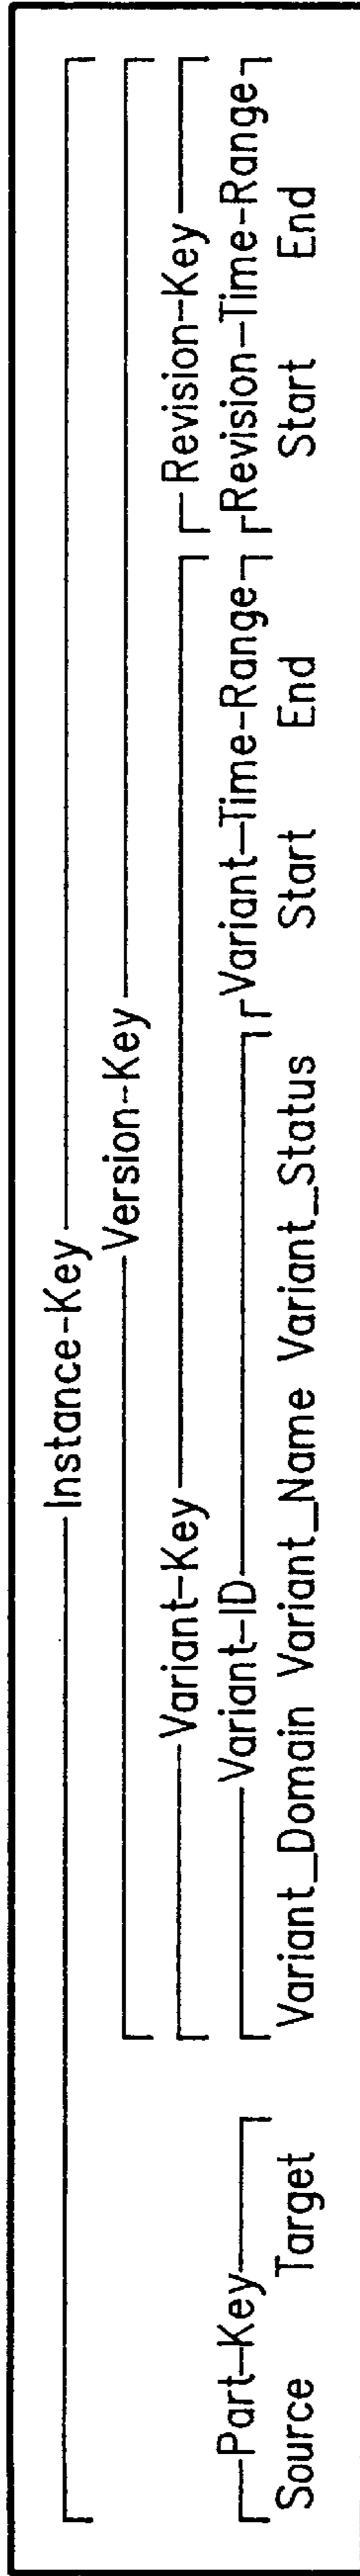 Instance-Key
Version-Key
Variant-Key Revision-Key
Part-Key Variant-ID Variant-Time-Range Revision-Time-Range
Source Target Variant_Domain Variant_Name Variant_Status Start End Start End